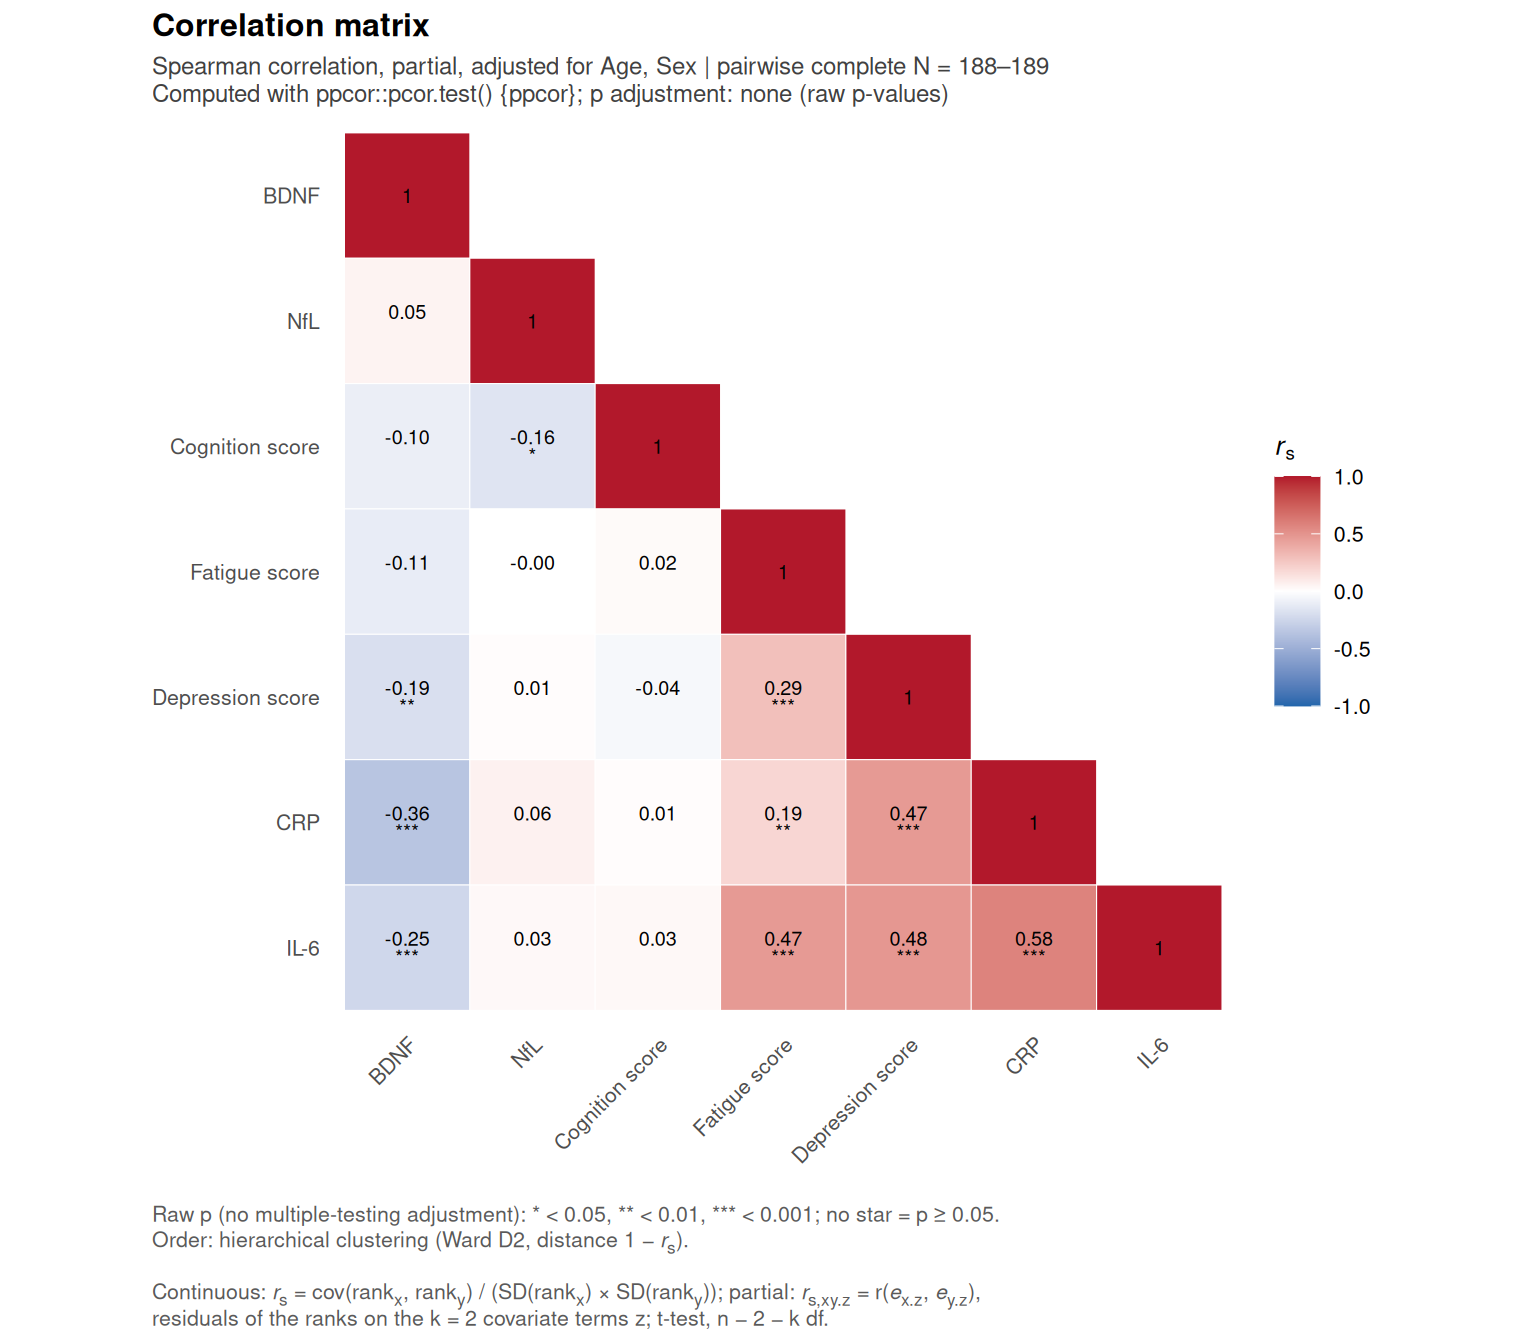 Correlation matrix
Spearman correlation, partial, adjusted for Age, Sex | pairwise complete N = 188–189
Computed with ppcor::pcor.test() {ppcor}; p adjustment: none (raw p-values)
BDNF 1
NfL 0.05 1
Cognition score -0.10 -0.16 1
*
Fatigue score -0.11 -0.00 0.02 1
Depression score -0.19 0.01 -0.04 0.29 1
** ***
CRP -0.36 0.06 0.01 0.19 0.47 1
*** ** ***
IL-6 -0.25 0.03 0.03 0.47 0.48 0.58 1
*** *** *** ***
BDNF NfL Cognition score Fatigue score Depression score CRP IL-6
rs
1.0
0.5
0.0
-0.5
-1.0
Raw p (no multiple-testing adjustment): * < 0.05, ** < 0.01, *** < 0.001; no star = p ≥ 0.05.
Order: hierarchical clustering (Ward D2, distance 1 − rs).
Continuous: rs = cov(rankx, ranky) / (SD(rankx) × SD(ranky)); partial: rs,xy.z = r(ex.z, ey.z),
residuals of the ranks on the k = 2 covariate terms z; t-test, n − 2 − k df.